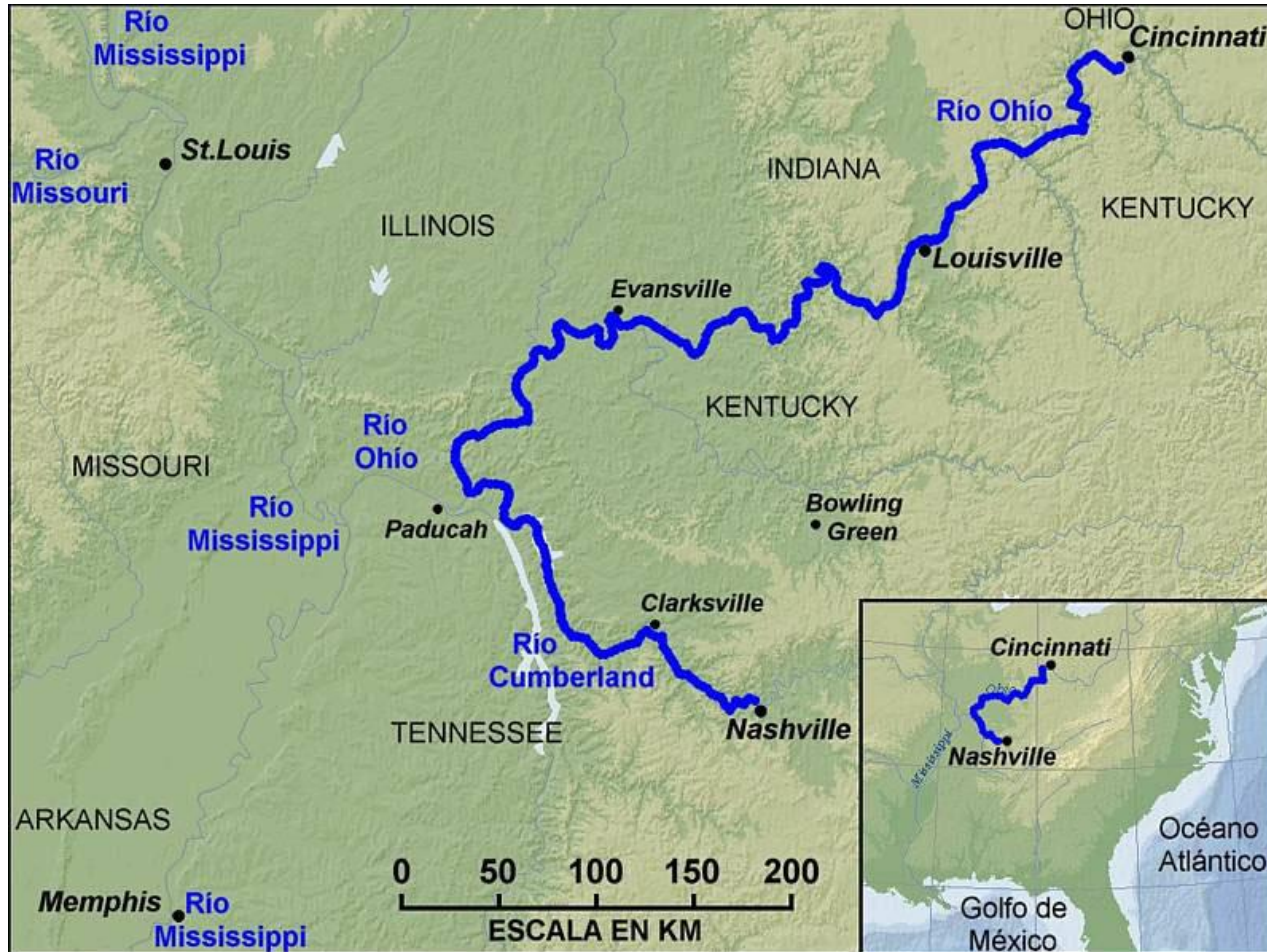 Río
Mississippi
OHIO
Cincinnati
Río Ohío
St.Louis
Río
Missouri
INDIANA
KENTUCKY
ILLINOIS
Louisville
Evansville
KENTUCKY
Río
Ohío
MISSOURI
Río
Mississippi
Paducah
Bowling
Green
Clarksville
Río
Cumberland
TENNESSEE
Nashville
ARKANSAS
Memphis
Río
Mississippi
0 50 100 150 200
ESCALA EN KM
Cincinnati
Ohio
Nashville
Mississippi
Océano
Atlántico
Golfo de
México